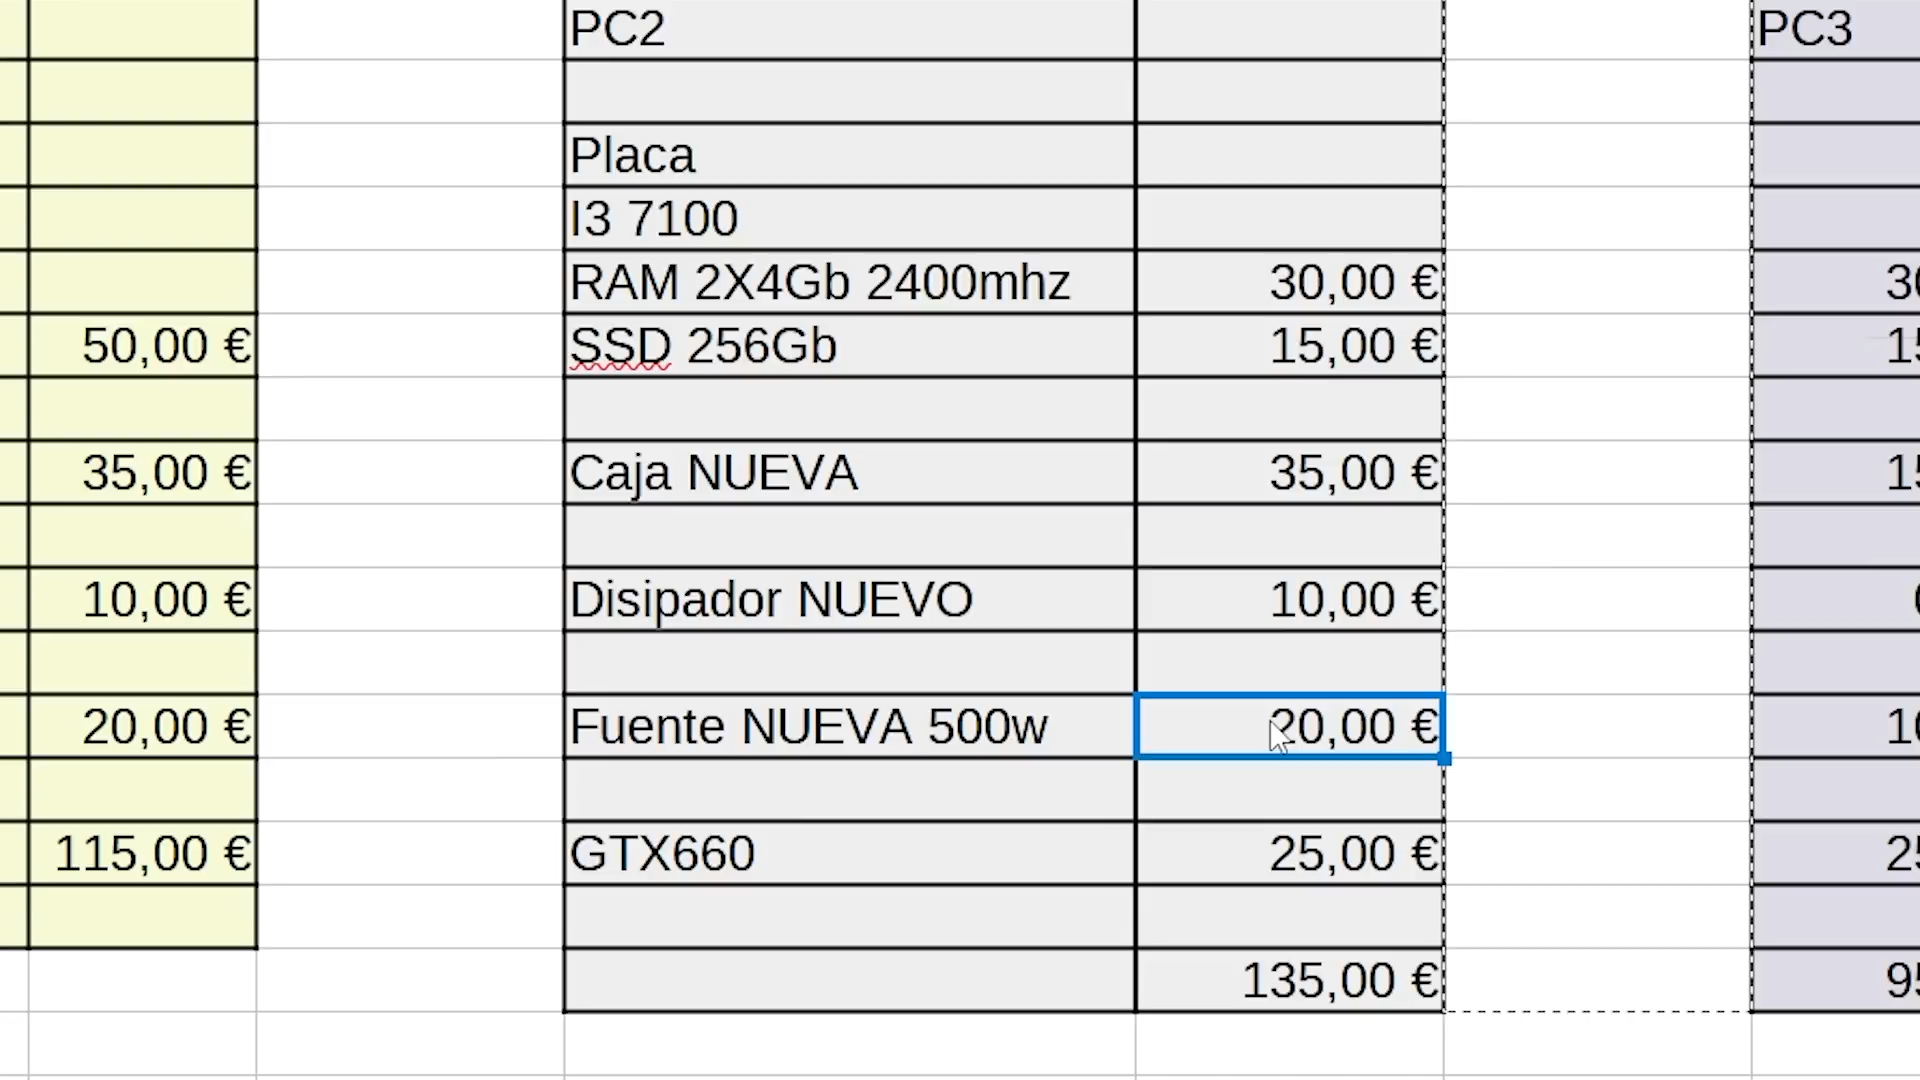 PC2 PC3
Placa
I3 7100
RAM 2X4Gb 2400mhz 30,00 €
50,00 € SSD 256Gb 15,00 €
35,00 € Caja NUEVA 35,00 €
10,00 € Disipador NUEVO 10,00 €
20,00 € Fuente NUEVA 500w 20,00 €
115,00 € GTX660 25,00 €
135,00 €